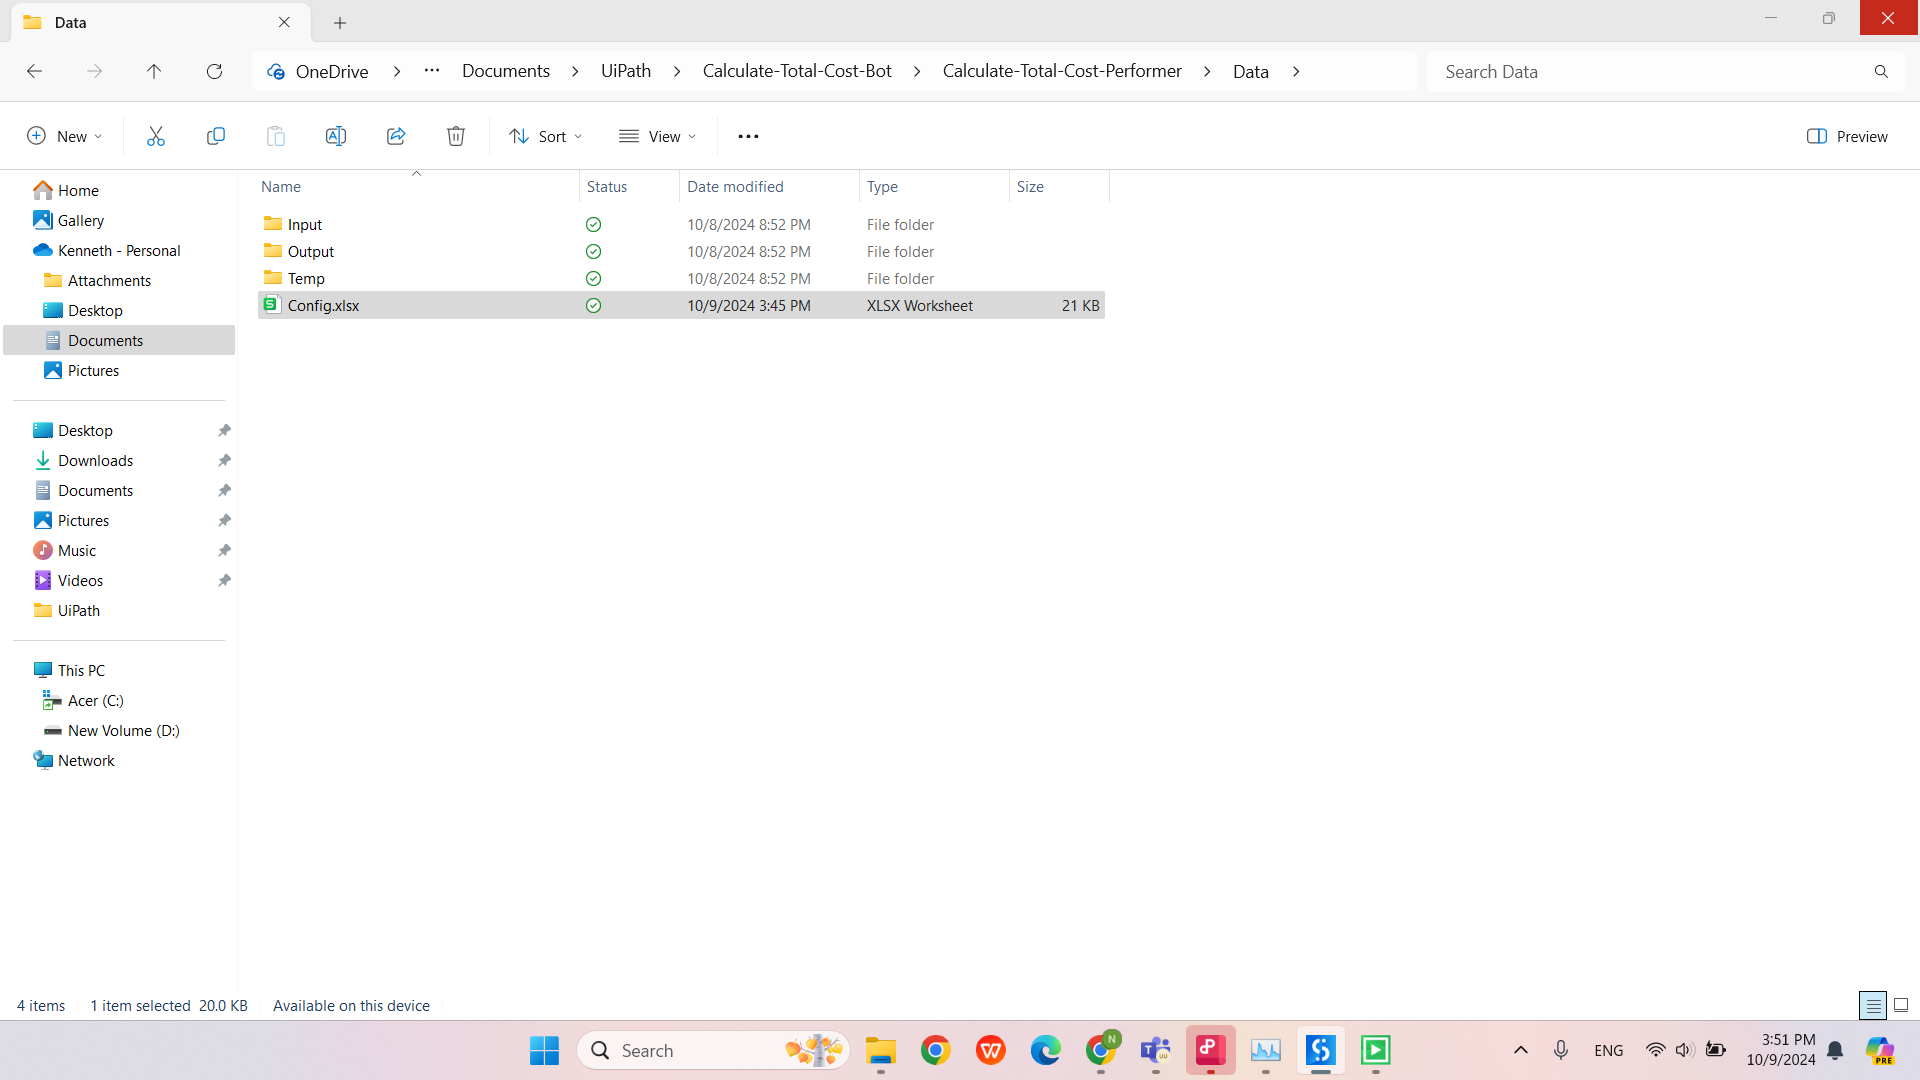 Data
OneDrive > ... Documents > UiPath > Calculate-Total-Cost-Bot > Calculate-Total-Cost-Performer > Data >
Search Data
New
Sort
View
Preview
Name Status Date modified Type Size
Input 10/8/2024 8:52 PM File folder
Output 10/8/2024 8:52 PM File folder
Temp 10/8/2024 8:52 PM File folder
Config.xlsx 10/9/2024 3:45 PM XLSX Worksheet 21 KB
Home
Gallery
Kenneth - Personal
Attachments
Desktop
Documents
Pictures
Desktop
Downloads
Documents
Pictures
Music
Videos
UiPath
This PC
Acer (C:)
New Volume (D:)
Network
4 items 1 item selected 20.0 KB Available on this device
Search
N
ENG
3:51 PM
10/9/2024
PRE